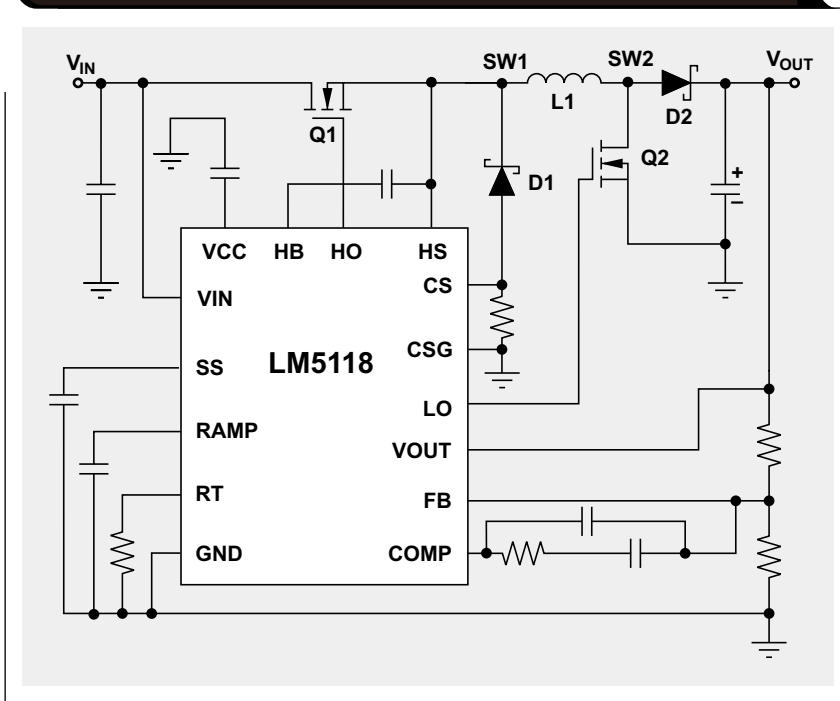 VIN
SW1
SW2
VOUT
L1
D2
Q1
Q2
D1
+
–
VCC
HB
HO
HS
CS
VIN
CSG
LM5118
SS
LO
RAMP
VOUT
RT
FB
GND
COMP